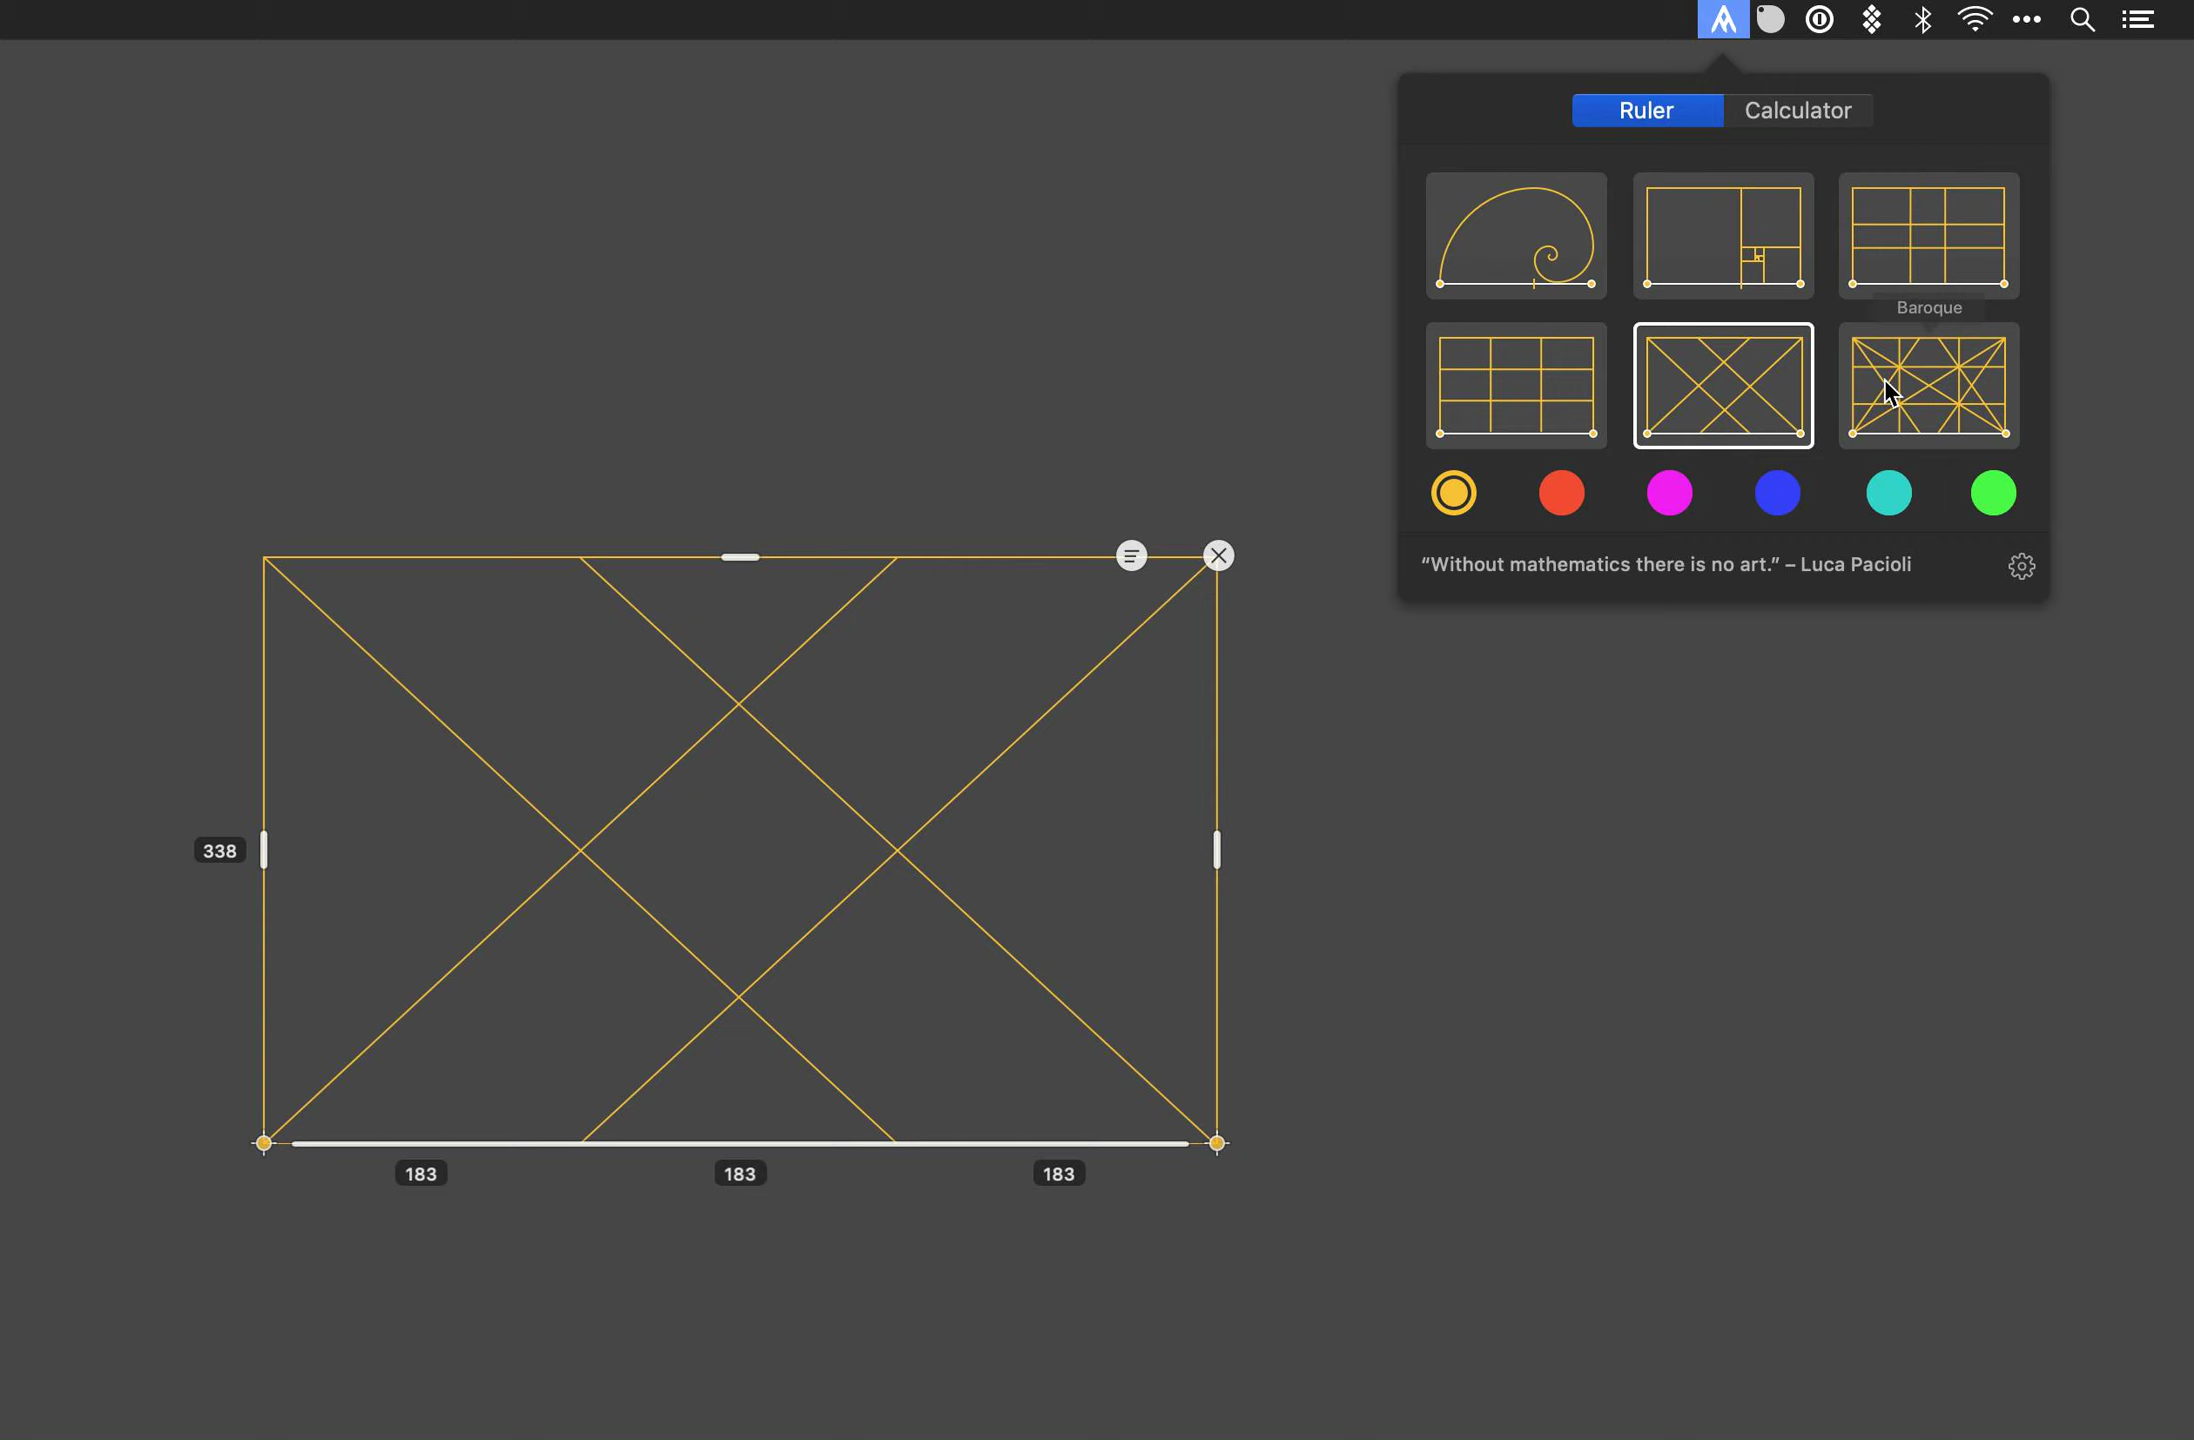 Ruler Calculator
Baroque
“Without mathematics there is no art.” – Luca Pacioli
338
183 183 183